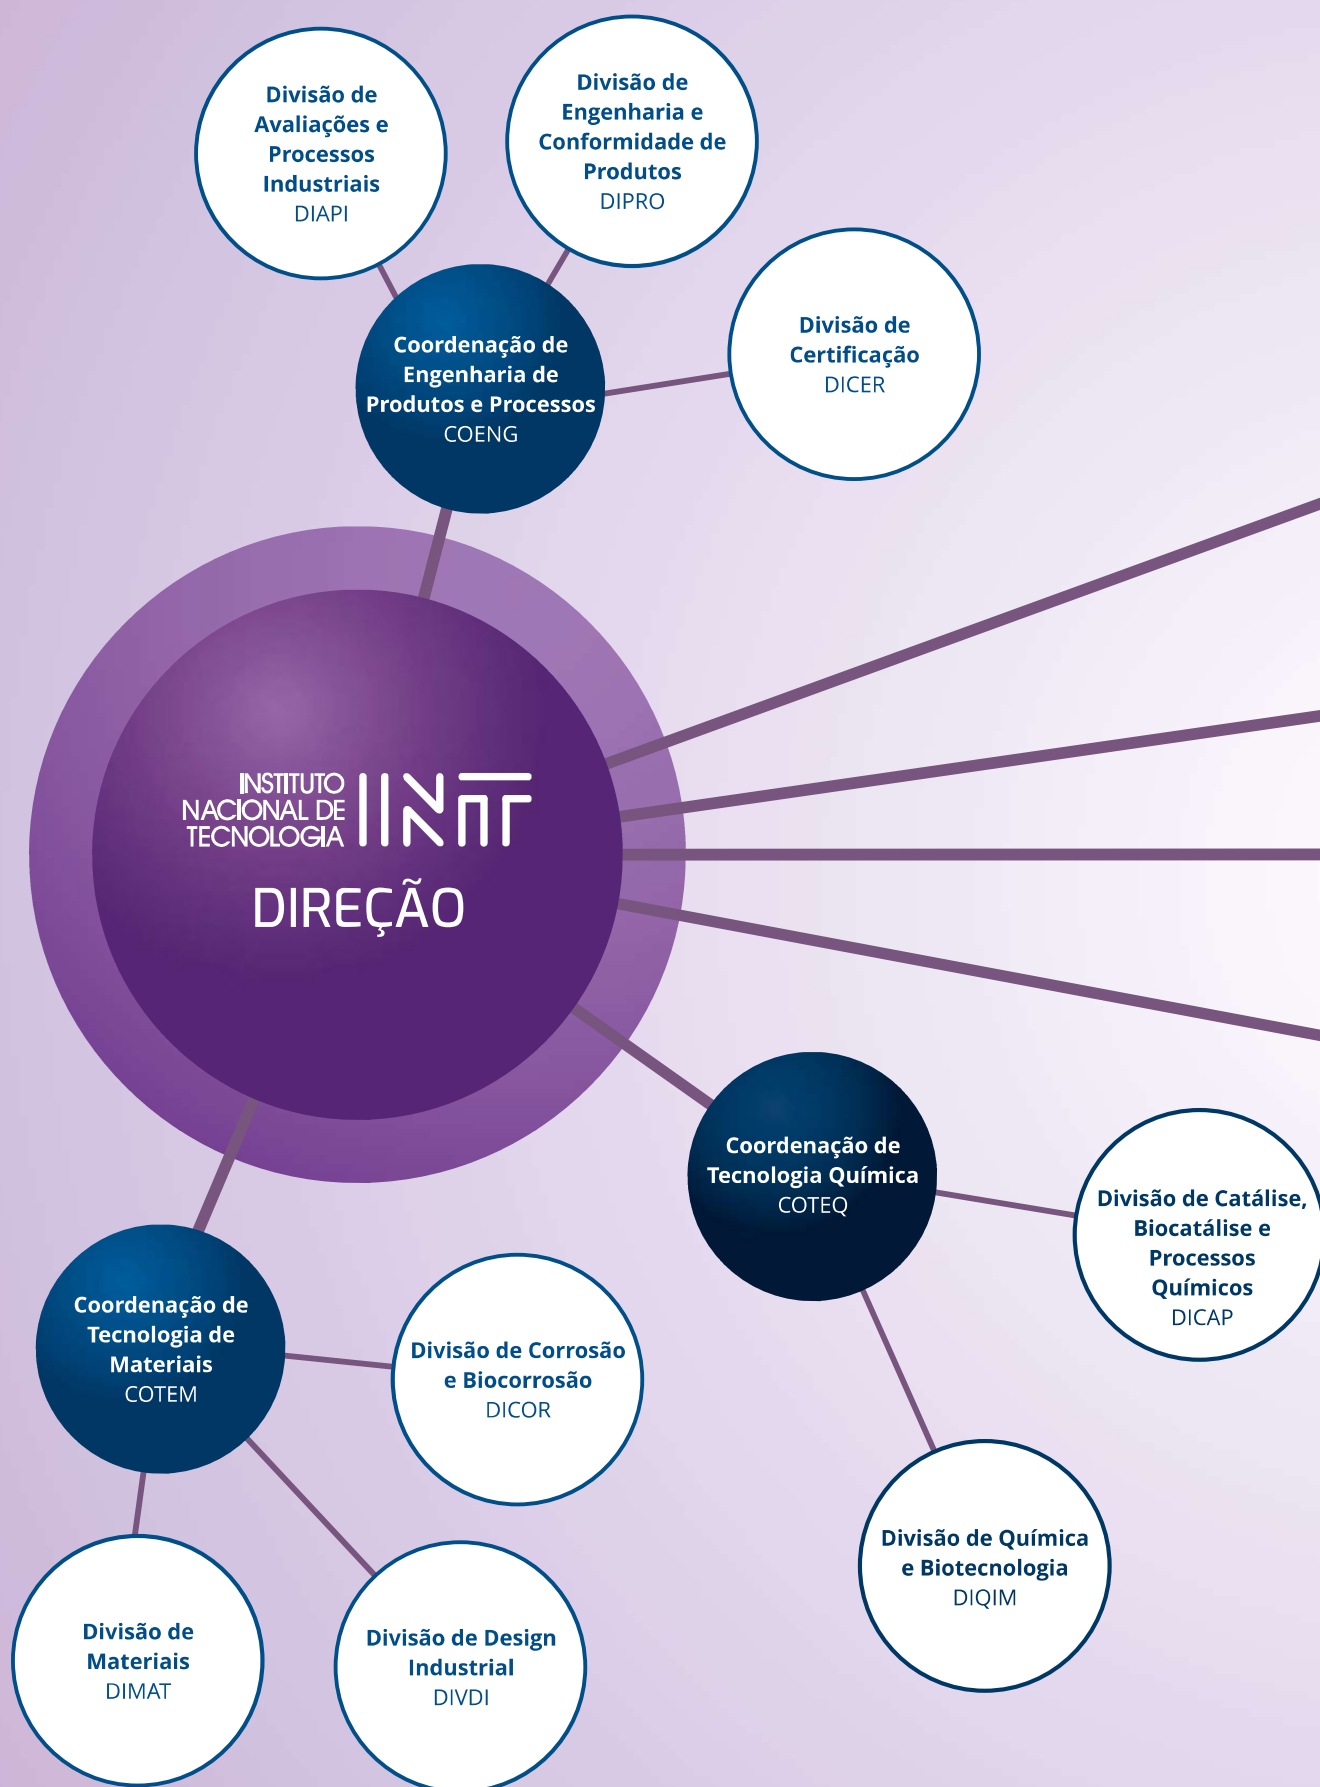 Divisão de
Avaliações e
Processos
Industriais
DIAPI
Divisão de
Engenharia e
Conformidade de
Produtos
DIPRO
Divisão de
Certificação
DICER
Coordenação de
Engenharia de
Produtos e Processos
COENG
INSTITUTO
NACIONAL DE
TECNOLOGIA
INT
DIREÇÃO
Coordenação de
Tecnologia Química
COTEQ
Divisão de Catálise,
Biocatálise e
Processos
Químicos
DICAP
Coordenação de
Tecnologia de
Materiais
COTEM
Divisão de Corrosão
e Biocorrosão
DICOR
Divisão de Química
e Biotecnologia
DIQIM
Divisão de
Materiais
DIMAT
Divisão de Design
Industrial
DIVDI